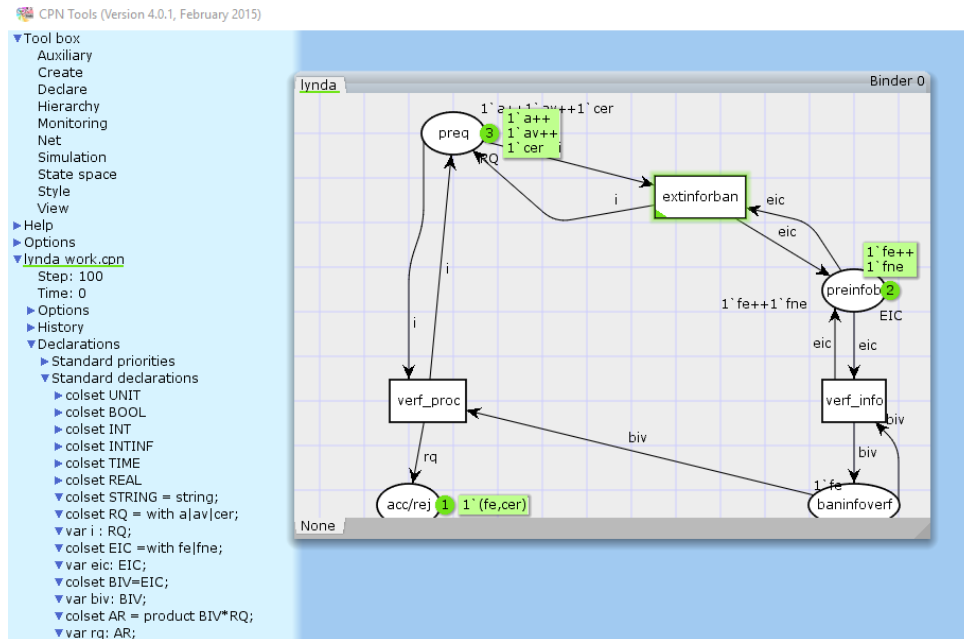 CPN Tools (Version 4.0.1, February 2015)
Tool box
Auxiliary
Create
Declare
Hierarchy
Monitoring
Net
Simulation
State space
Style
View
Help
Options
lynda work.cpn
Step: 100
Time: 0
Options
History
Declarations
Standard priorities
Standard declarations
colset UNIT
colset BOOL
colset INT
colset INTINF
colset TIME
colset REAL
colset STRING = string;
colset RQ = with a|av|cer;
var i : RQ;
colset EIC =with fe|fne;
var eic: EIC;
colset BIV=EIC;
var biv: BIV;
colset AR = product BIV*RQ;
var rq: AR;
lynda
Binder 0
1`a++1`av++1`cer
preq
3
1`a++
1`av++
1`cer
i
RQ
extinforban
i
eic
eic
1`fe++
1`fne
preinfob
2
1`fe++1`fne
EIC
i
i
eic
eic
verf_proc
verf_info
biv
biv
biv
rq
1`fe
acc/rej
1
1`(fe,cer)
baninfoverf
None